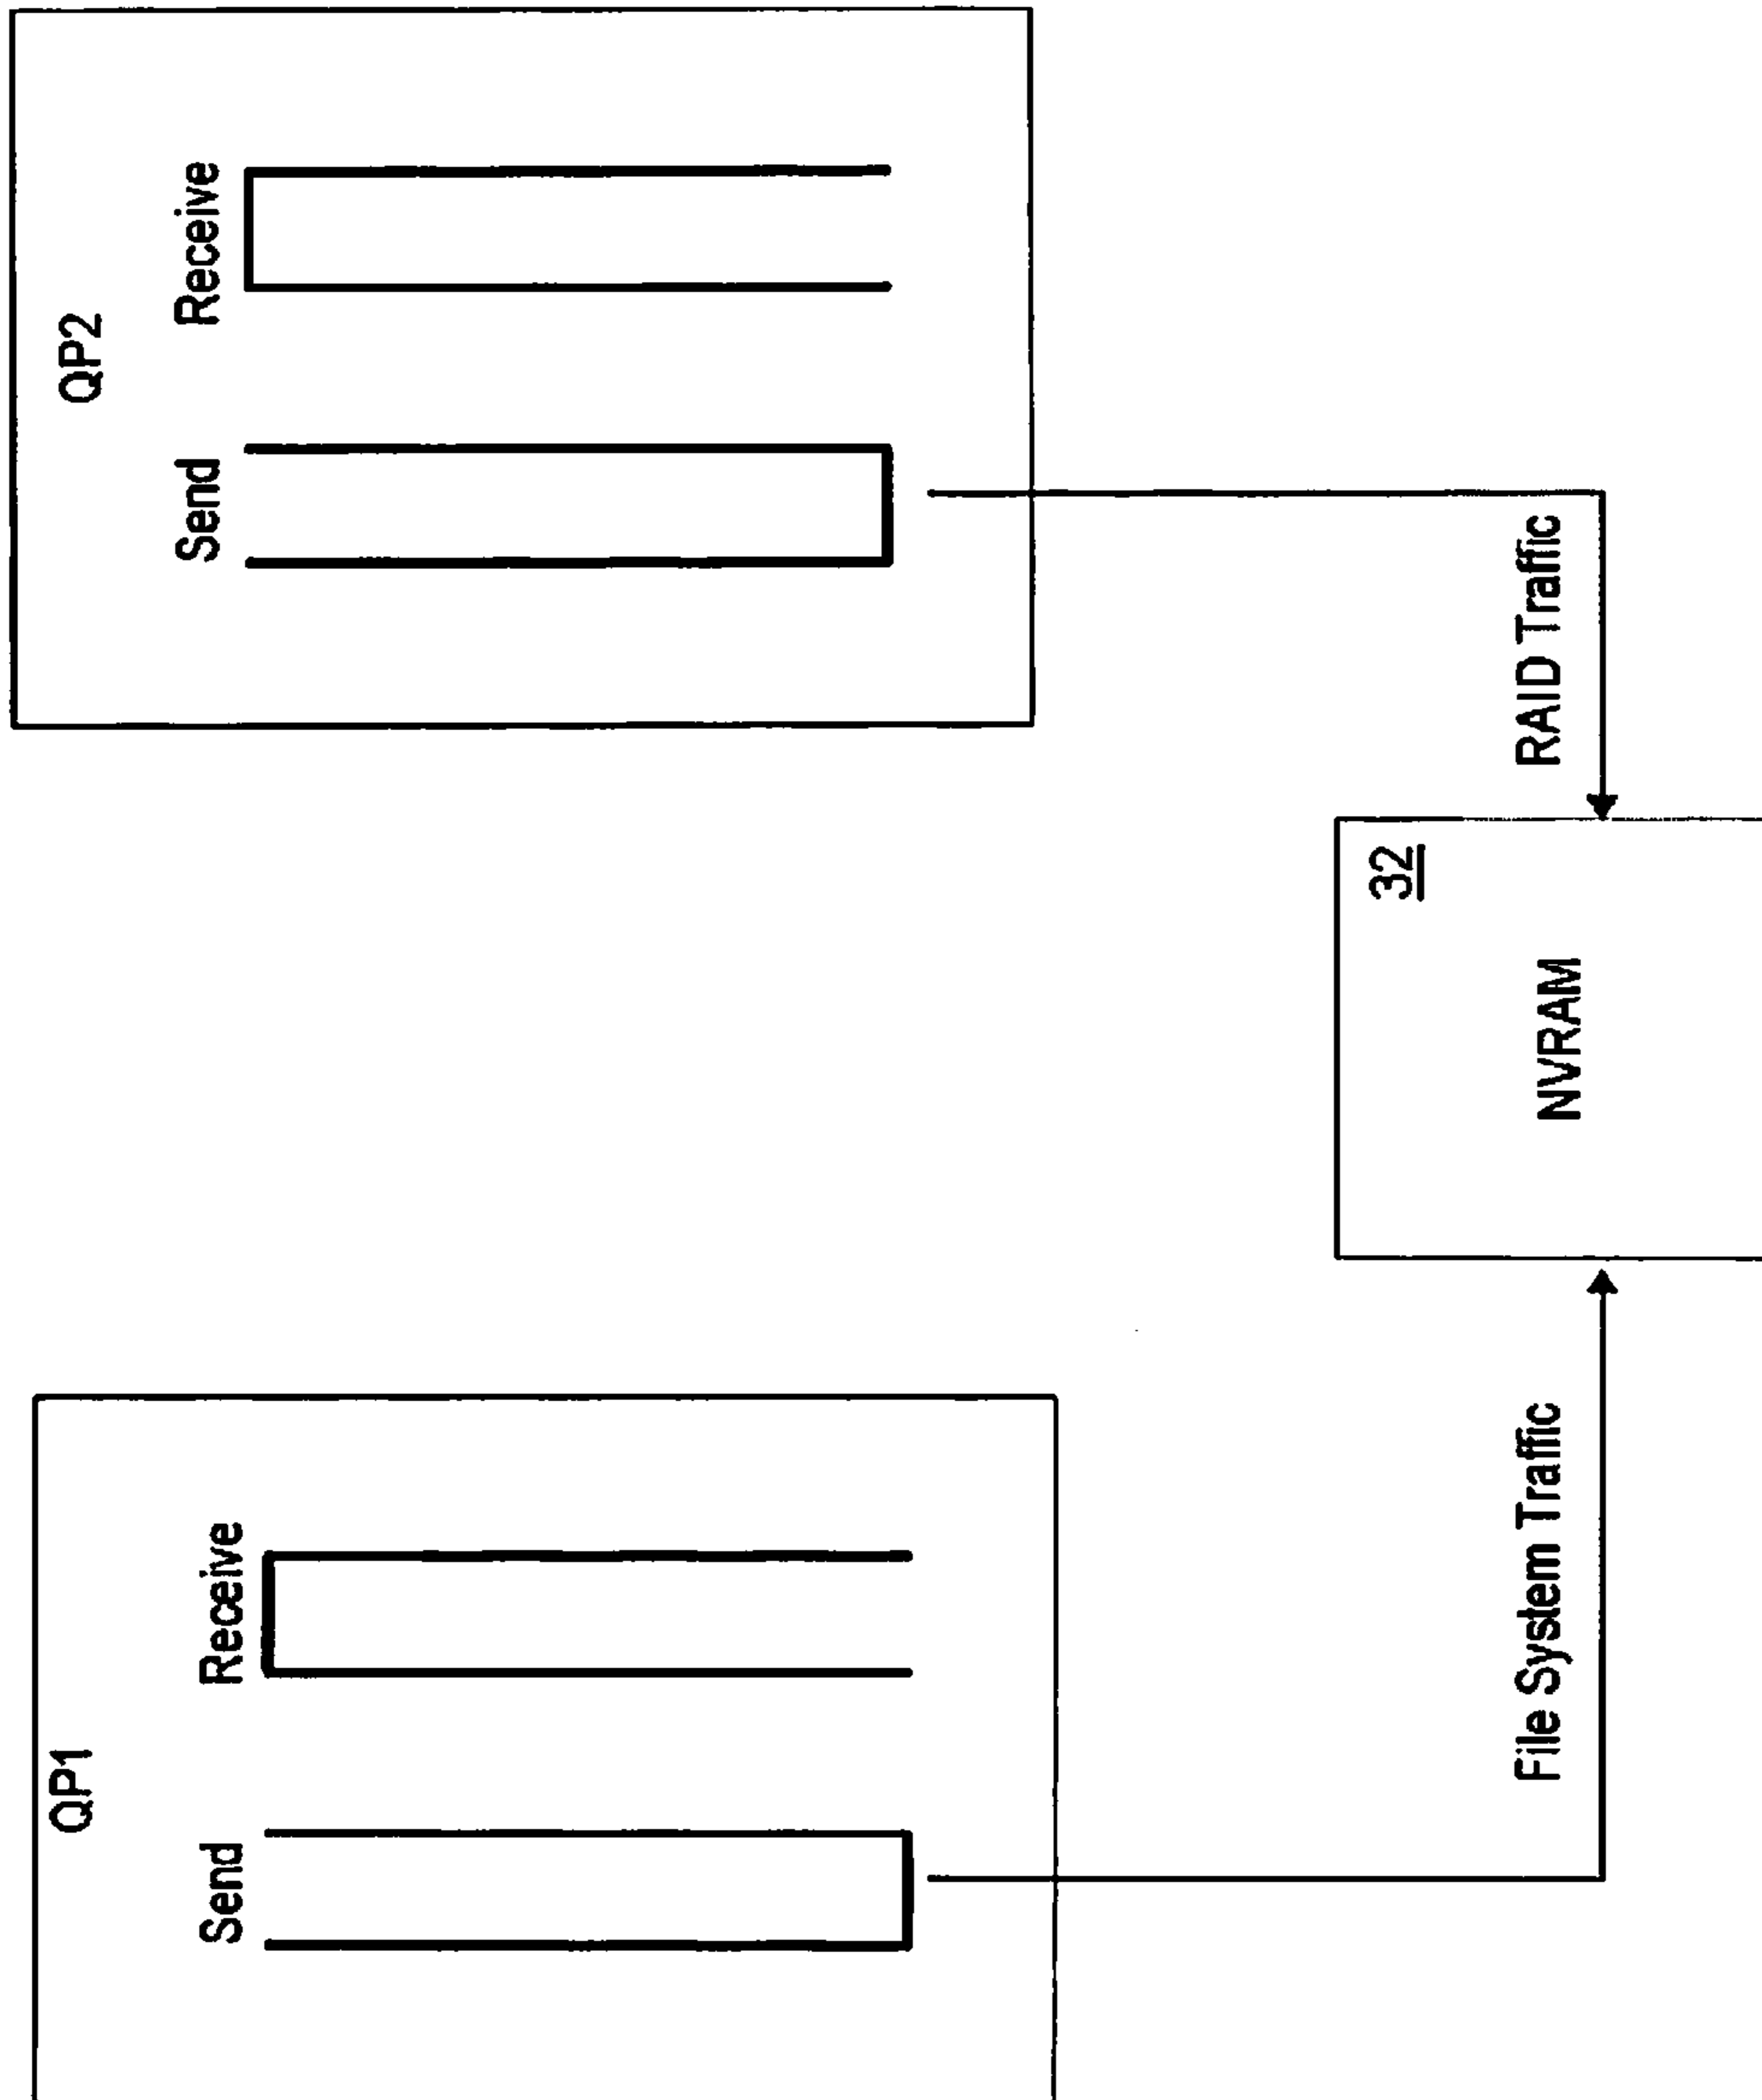 QP1
Send
Receive
QP2
Send
Receive
File System Traffic
32
NVRAM
RAID Traffic